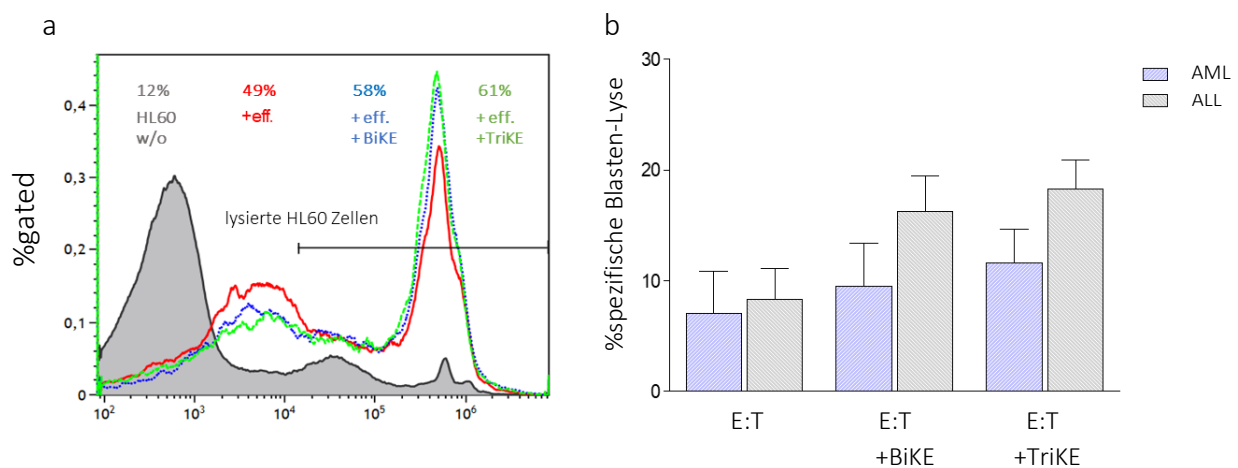 a
%gated
0,4
0,3
0,2
0,1
0
12% 49% 58% 61%
HL60 +eff. + eff. + eff.
w/o + BiKE +TriKE
lysierte HL60 Zellen
10² 10³ 10⁴ 10⁵ 10⁶
b
%spezifische Blasten-Lyse
30
20
10
0
AML
ALL
E:T E:T E:T
+BiKE +TriKE